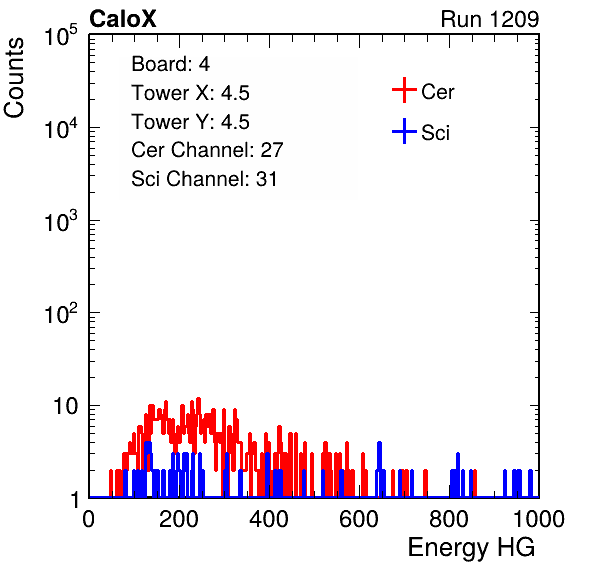 CaloX Run 1209
10^5
Counts
Board: 4
Tower X: 4.5
Cer
Tower Y: 4.5
10^4
Sci
Cer Channel: 27
Sci Channel: 31
10^3
10^2
10
1
0 200 400 600 800 1000
Energy HG